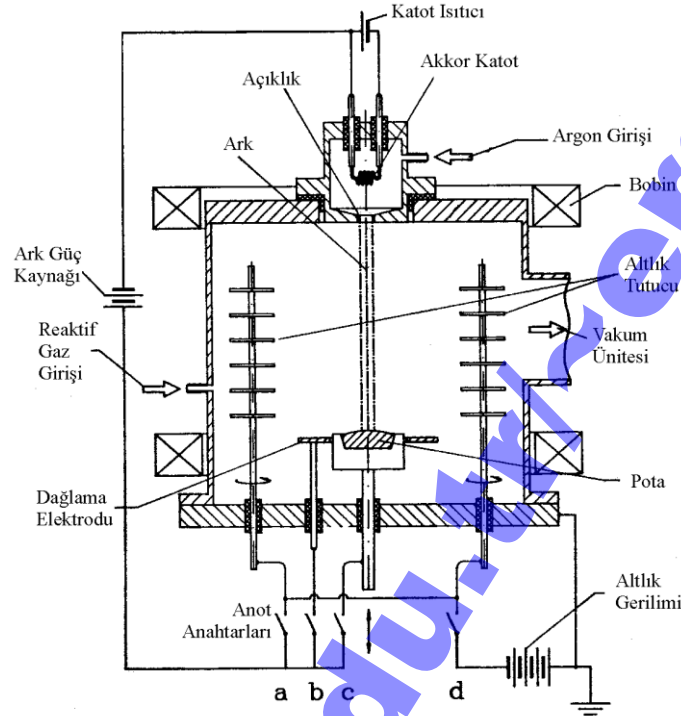 Katot Isıtıcı
Akkor Katot
Açıklık
Ark
Argon Girişi
Bobin
Ark Güç
Kaynağı
Altlık
Tutucu
Reaktif
Gaz
Girişi
Vakum
Ünitesi
Dağlama
Elektrodu
Pota
Anot
Anahtarları
Altlık
Gerilimi
a b c d